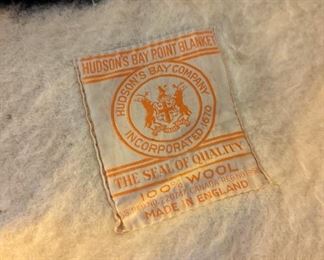 HUDSON'S BAY POINT BLANKET
HUDSON'S BAY COMPANY
INCORPORATED 1670
THE SEAL OF QUALITY
100% WOOL
MADE IN ENGLAND